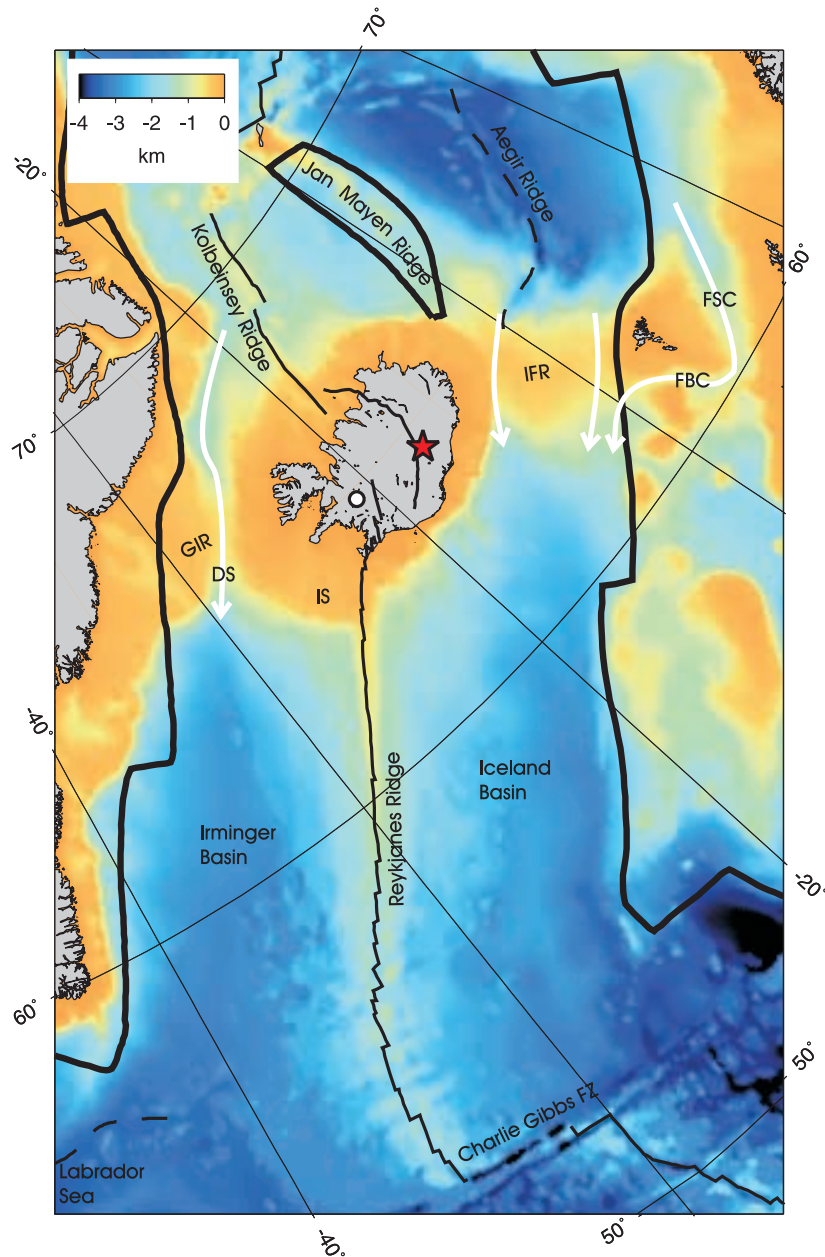 70°
-4 -3 -2 -1 0
km
-20°
Aegir Ridge
Jan Mayen Ridge
Kolbeinsey Ridge
60°
FSC
IFR
FBC
70°
GIR
DS
IS
-40°
Iceland
Basin
Reykjanes Ridge
Irminger
Basin
-20°
60°
50°
Charlie Gibbs FZ
Labrador
Sea
-40°
50°